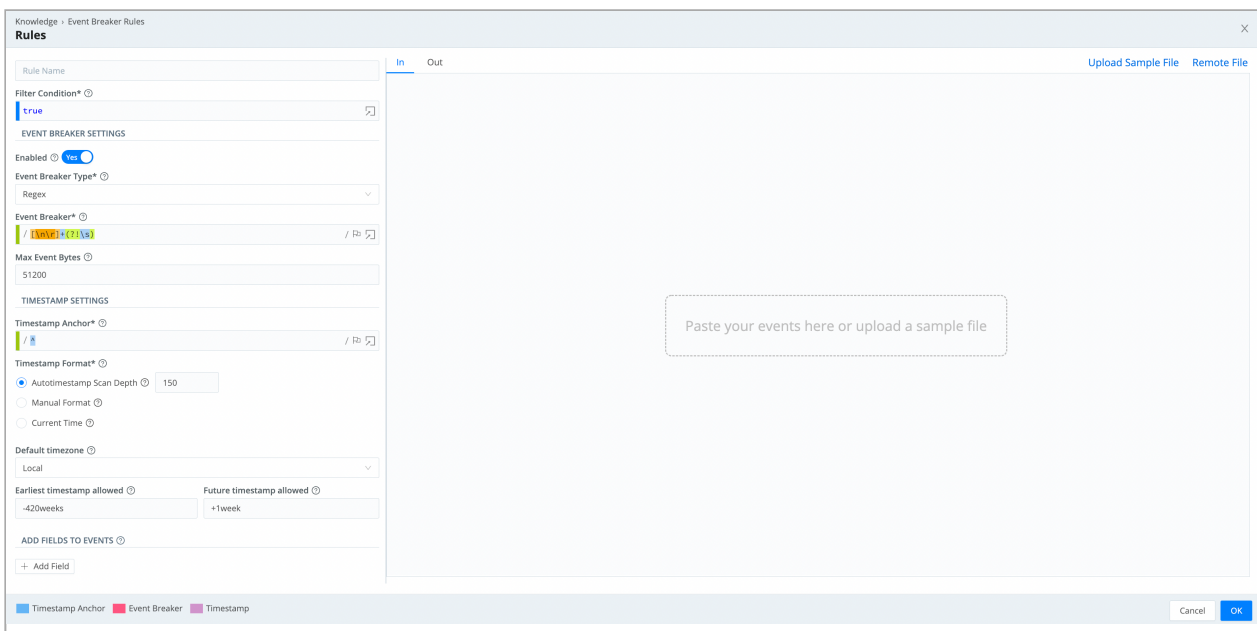 Knowledge › Event Breaker Rules
Rules
X
Rule Name
Filter Condition*
true
EVENT BREAKER SETTINGS
Enabled Yes
Event Breaker Type*
Regex
Event Breaker*
/ [\n\r]+(?!\s) /
Max Event Bytes
51200
TIMESTAMP SETTINGS
Timestamp Anchor*
/ ^ /
Timestamp Format*
Autotimestamp Scan Depth 150
Manual Format
Current Time
Default timezone
Local
Earliest timestamp allowed Future timestamp allowed
-420weeks +1week
ADD FIELDS TO EVENTS
+ Add Field
In Out Upload Sample File Remote File
Paste your events here or upload a sample file
Timestamp Anchor Event Breaker Timestamp
Cancel OK